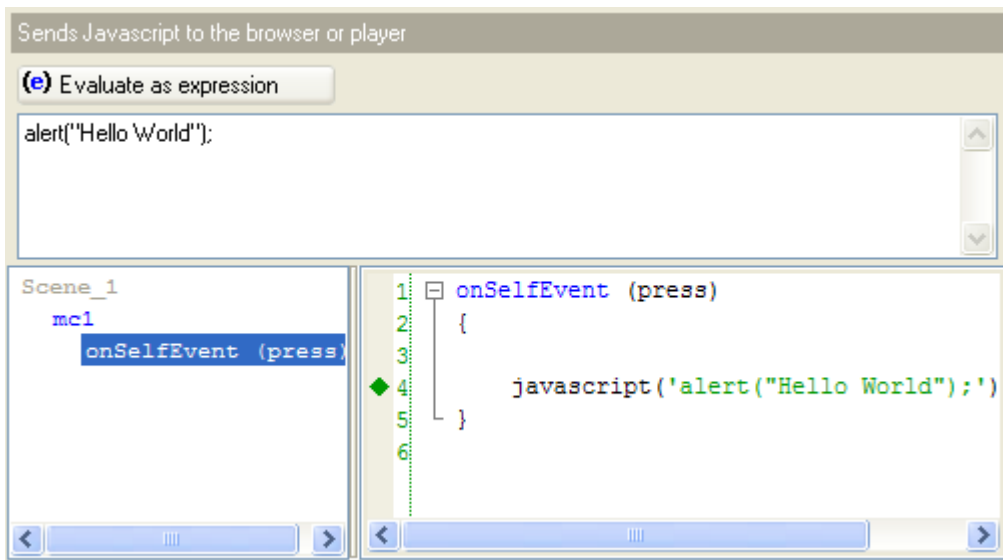 Sends Javascript to the browser or player
(e) Evaluate as expression
alert("Hello World");
Scene_1
mc1
onSelfEvent (press)
1 onSelfEvent (press)
2 {
3
4 javascript('alert("Hello World");')
5 }
6